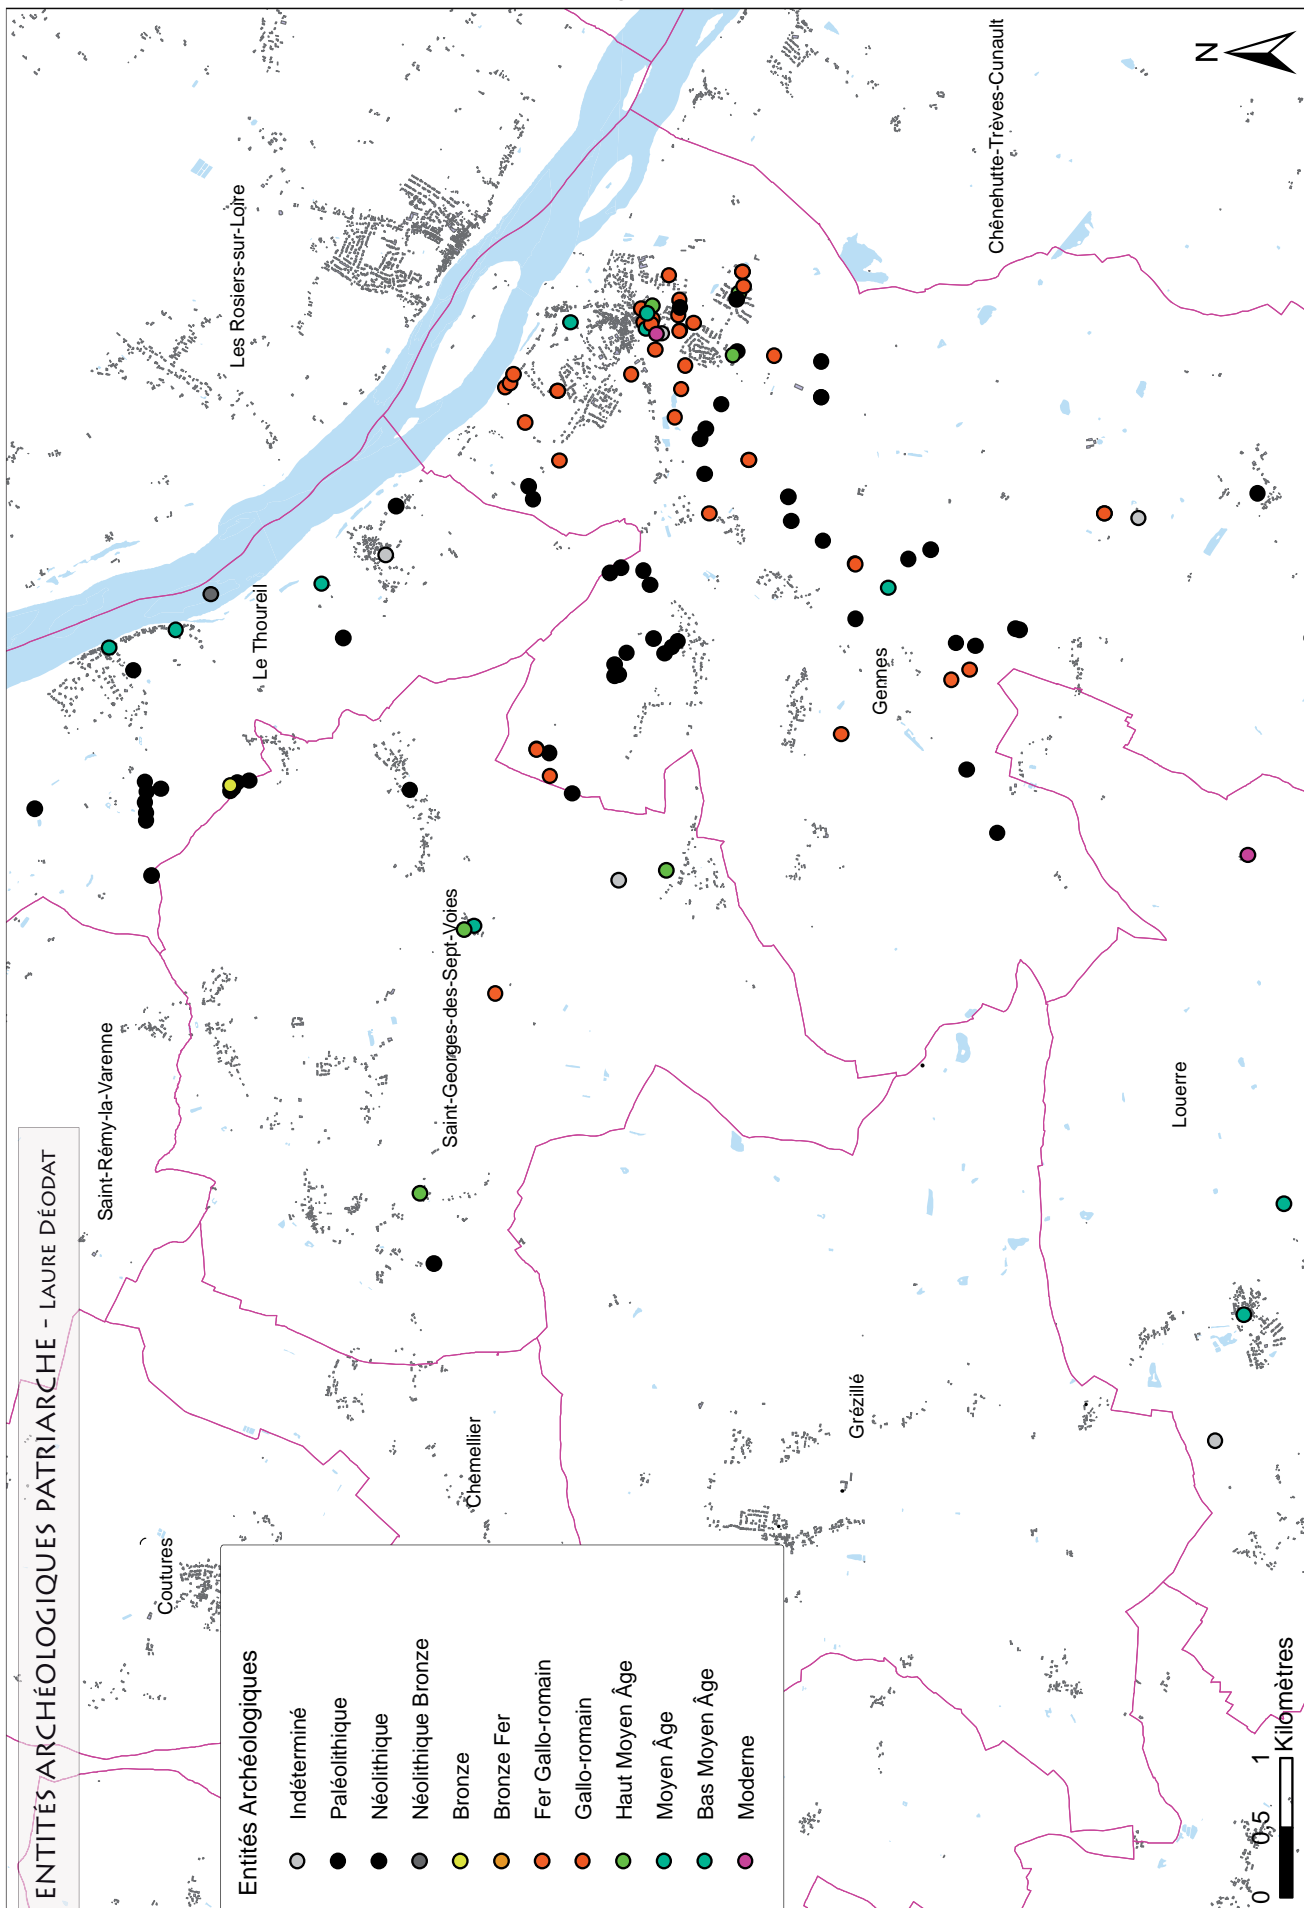 ENTITÉS ARCHÉOLOGIQUES PATRIARCHE - LAURE DÉODAT
Saint-Rémy-la-Varenne
Les Rosiers-sur-Loire
Le Thoureil
Coutures
Saint-Georges-des-Sept-Voies
Chemellier
Gennes
Grézillé
Chênehutte-Trèves-Cunault
Louerre
N
Entités Archéologiques
Indéterminé
Paléolithique
Néolithique
Néolithique Bronze
Bronze
Bronze Fer
Fer Gallo-romain
Gallo-romain
Haut Moyen Âge
Moyen Âge
Bas Moyen Âge
Moderne
0 0,5 1
Kilomètres